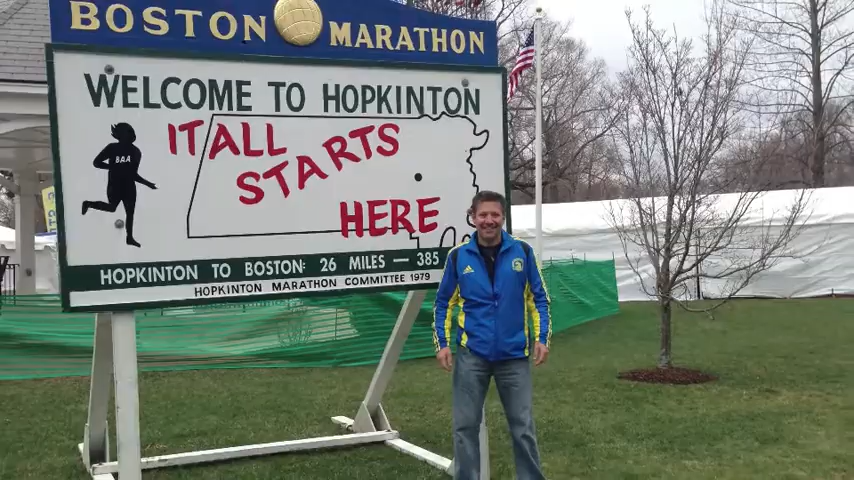 BOSTON MARATHON
WELCOME TO HOPKINTON
IT ALL STARTS
HERE
BAA
HOPKINTON TO BOSTON: 26 MILES — 385
HOPKINTON MARATHON COMMITTEE 1979
adidas